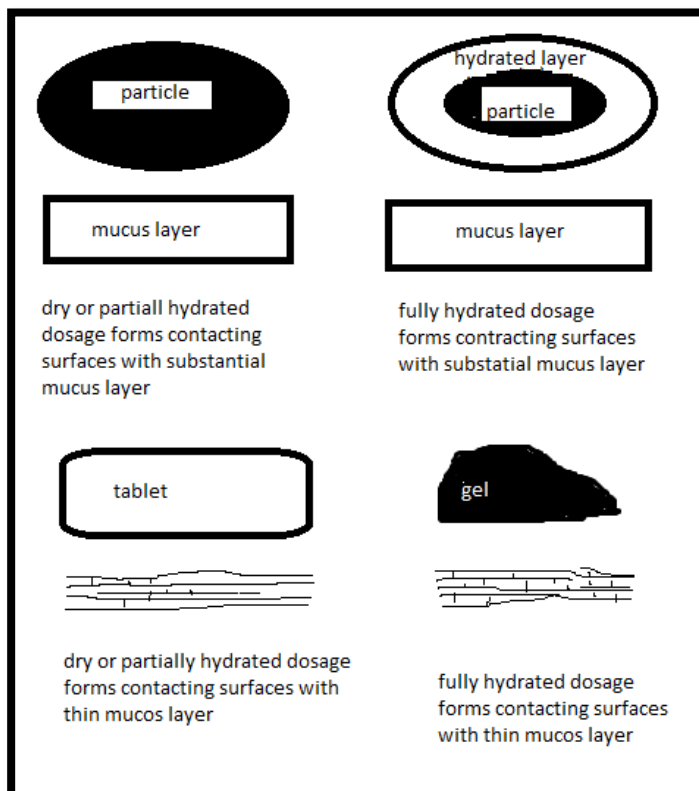 particle
mucus layer
dry or partiall hydrated
dosage forms contacting
surfaces with substantial
mucus layer
hydrated layer
particle
mucus layer
fully hydrated dosage
forms contracting surfaces
with substatial mucus layer
tablet
dry or partially hydrated dosage
forms contacting surfaces with
thin mucos layer
gel
fully hydrated dosage
forms contacting surfaces
with thin mucos layer